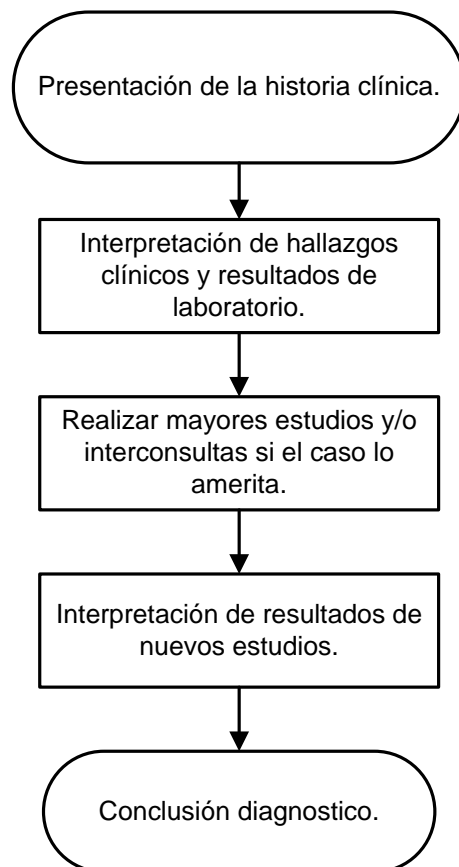 Presentación de la historia clínica.
Interpretación de hallazgos
clínicos y resultados de
laboratorio.
Realizar mayores estudios y/o
interconsultas si el caso lo
amerita.
Interpretación de resultados de
nuevos estudios.
Conclusión diagnostico.